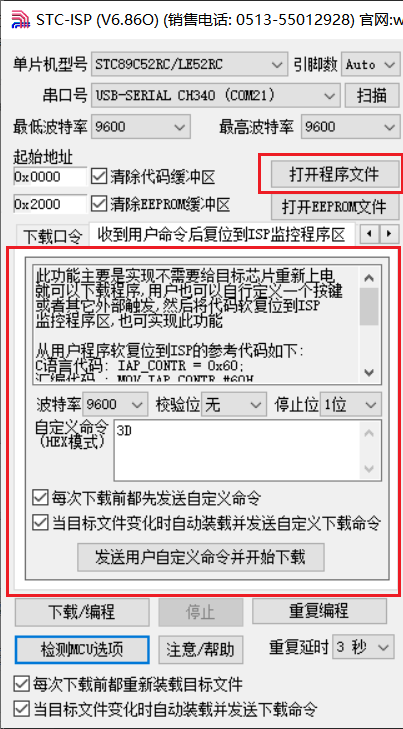 STC-ISP (V6.86O) (销售电话: 0513-55012928) 官网:w
单片机型号 STC89C52RC/LE52RC 引脚数 Auto
串口号 USB-SERIAL CH340 (COM21) 扫描
最低波特率 9600 最高波特率 9600
起始地址
0x0000 清除代码缓冲区 打开程序文件
0x2000 清除EEPROM缓冲区 打开EEPROM文件
下载口令 收到用户命令后复位到ISP监控程序区
此功能主要是实现不需要给目标芯片重新上电,
就可以下载程序,用户也可以自行定义一个按键
或者其它外部触发,然后将代码软复位到ISP
监控程序区,也可实现此功能
从用户程序软复位到ISP的参考代码如下:
C语言代码: IAP_CONTR = 0x60;
汇编代码 : MOV IAP_CONTR,#60H
波特率 9600 校验位 无 停止位 1位
自定义命令 3D
(HEX模式)
每次下载前都先发送自定义命令
当目标文件变化时自动装载并发送自定义下载命令
发送用户自定义命令并开始下载
下载/编程 停止 重复编程
检测MCU选项 注意/帮助 重复延时 3 秒
每次下载前都重新装载目标文件
当目标文件变化时自动装载并发送下载命令